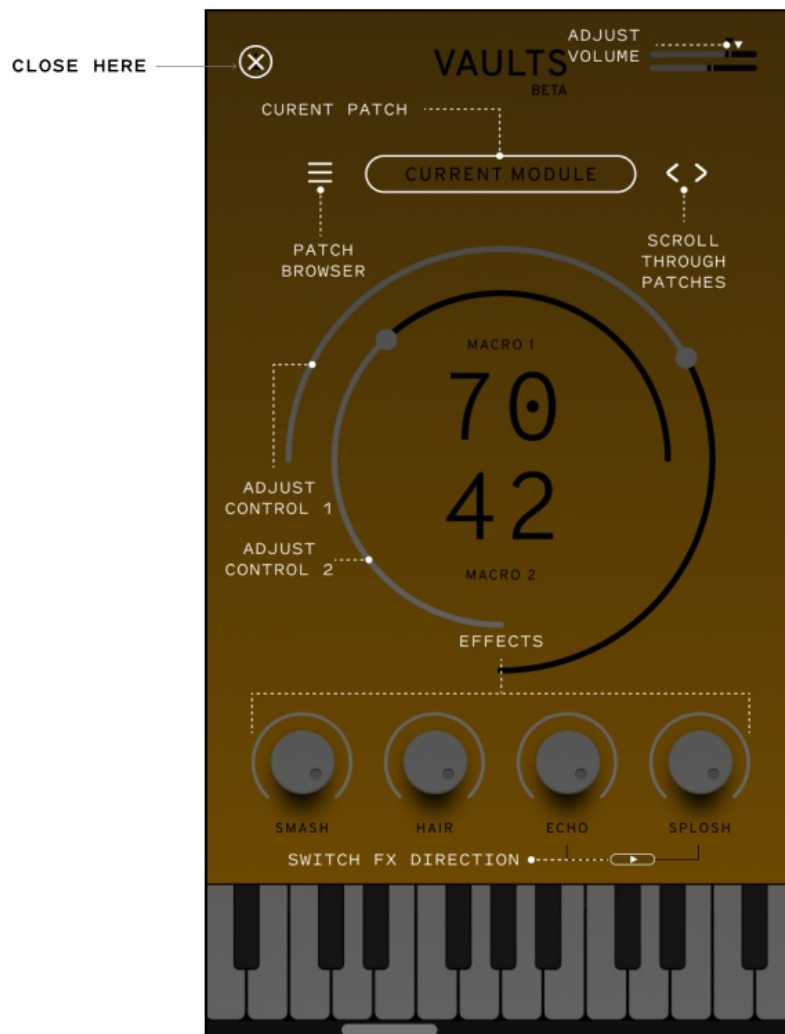 CLOSE HERE
VAULTS
BETA
ADJUST
VOLUME
CURENT PATCH
CURRENT MODULE
PATCH
BROWSER
SCROLL
THROUGH
PATCHES
MACRO 1
70
42
MACRO 2
ADJUST
CONTROL 1
ADJUST
CONTROL 2
EFFECTS
SMASH
HAIR
ECHO
SPLOSH
SWITCH FX DIRECTION